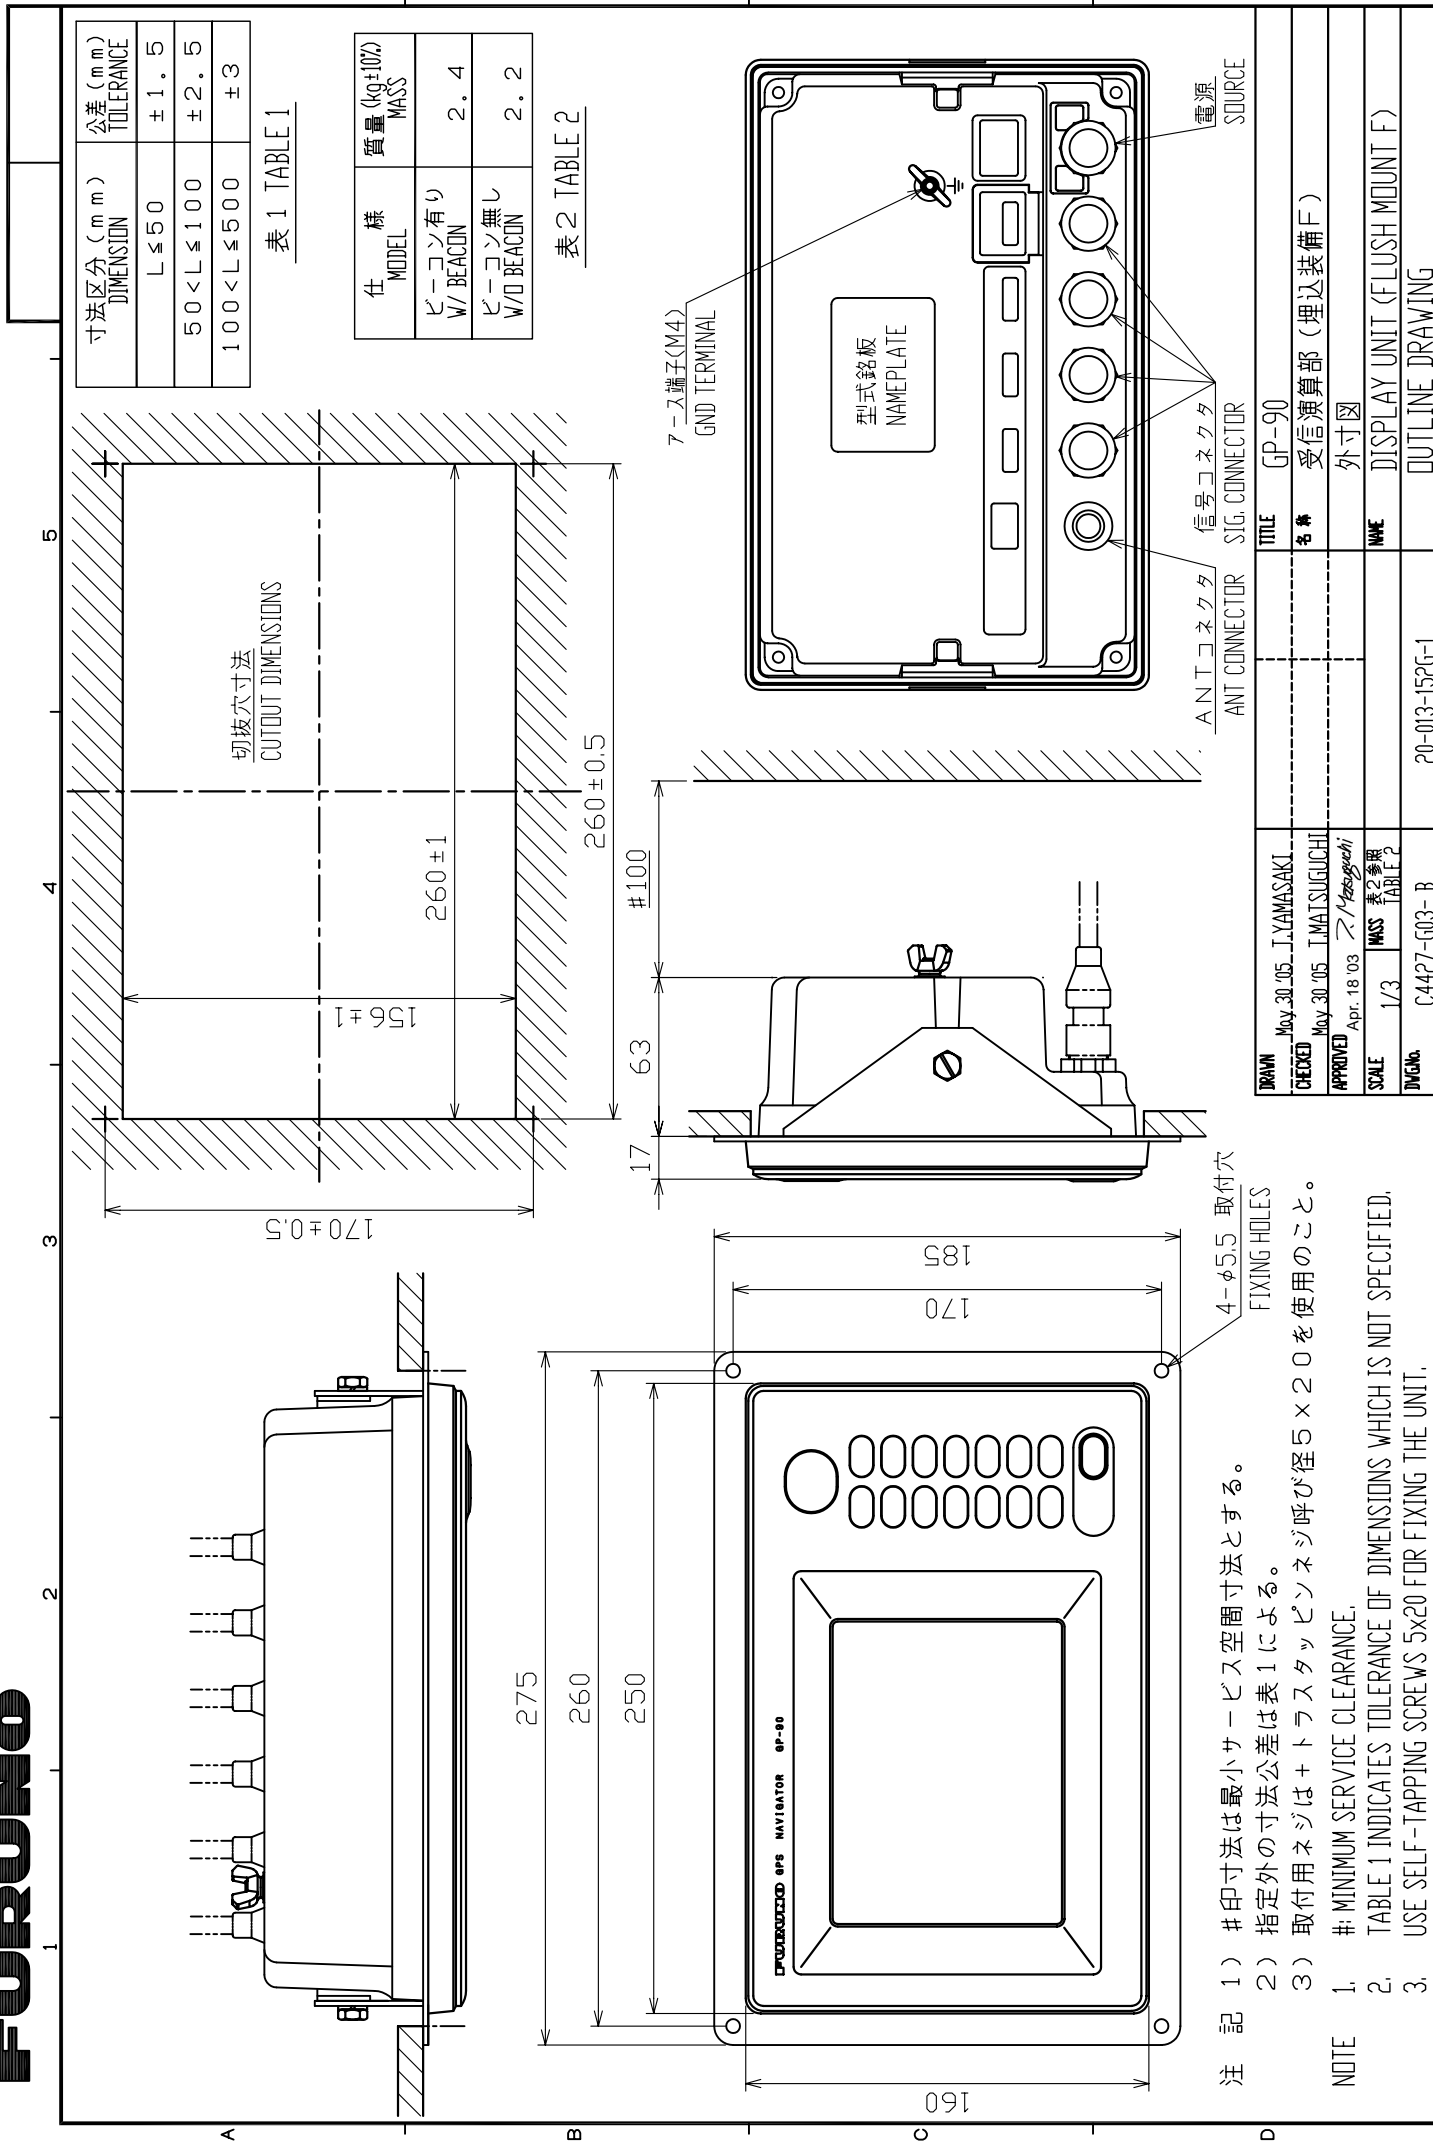 FURUNO
1
2
3
4
5
A
B
C
D
寸法区分 (mm)
DIMENSION
公差 (mm)
TOLERANCE
L≦50
±1.5
50<L≦100
±2.5
100<L≦500
±3
表1 TABLE 1
仕 様
MODEL
質量 (kg±10%)
MASS
ビーコン有り
W/ BEACON
2.4
ビーコン無し
W/O BEACON
2.2
表2 TABLE 2
切抜穴寸法
CUTOUT DIMENSIONS
156±1
260±1
170±0.5
260±0.5
275
260
250
160
170
185
FURUNO GPS NAVIGATOR GP-90
4-φ5.5 取付穴
FIXING HOLES
17
63
#100
アース端子(M4)
GND TERMINAL
型式銘板
NAMEPLATE
ANTコネクタ
ANT CONNECTOR
信号コネクタ
SIG. CONNECTOR
電源
SOURCE
注 記 1) #印寸法は最小サービス空間寸法とする。
2) 指定外の寸法公差は表1による。
3) 取付用ネジは+トラスタッピンネジ呼び径5×20を使用のこと。
NOTE 1. #: MINIMUM SERVICE CLEARANCE.
2. TABLE 1 INDICATES TOLERANCE OF DIMENSIONS WHICH IS NOT SPECIFIED.
3. USE SELF-TAPPING SCREWS 5x20 FOR FIXING THE UNIT.
DRAWN May 30 '05 T.YAMASAKI
CHECKED May 30 '05 T.MATSUGUCHI
APPROVED Apr. 18 '03 T. Matsuguchi
SCALE 1/3 MASS 表2参照 TABLE 2
DWG.No. C4427-G03- B 20-013-152G-1
TITLE GP-90
名称 受信演算部 (埋込装備F)
外寸図
NAME DISPLAY UNIT (FLUSH MOUNT F)
OUTLINE DRAWING